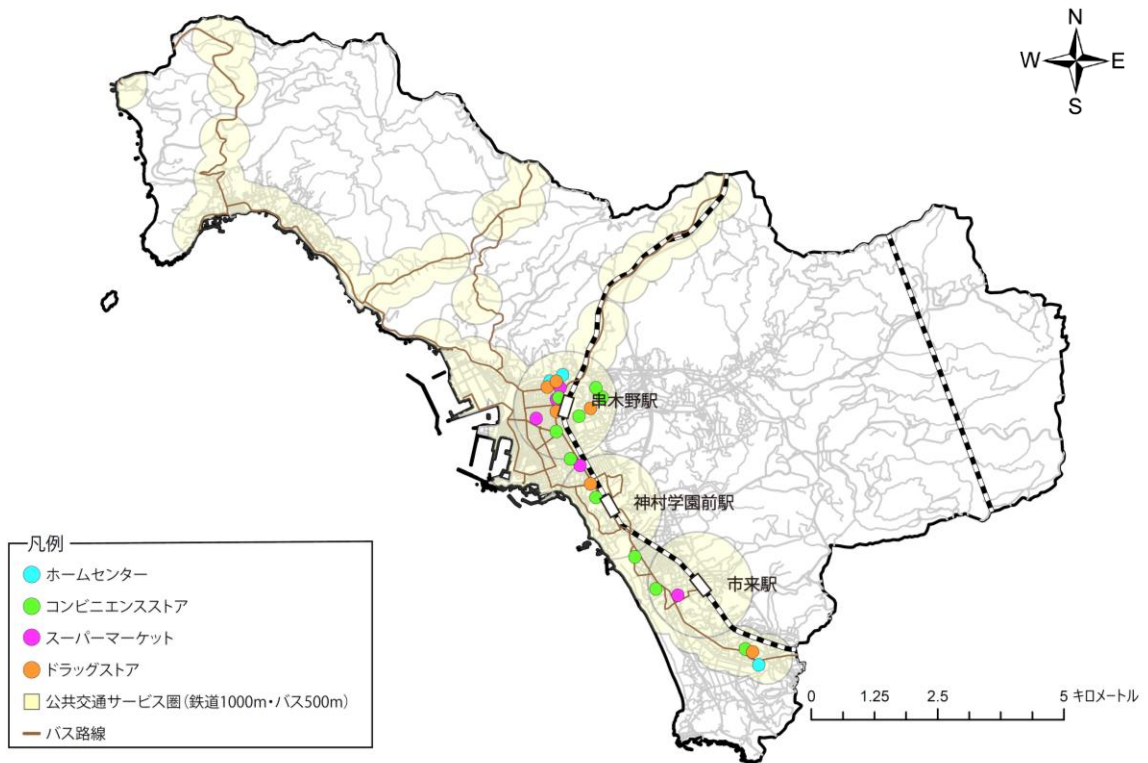 N
W E
S
串木野駅
神村学園前駅
市来駅
凡例
ホームセンター
コンビニエンスストア
スーパーマーケット
ドラッグストア
公共交通サービス圏(鉄道1000m・バス500m)
バス路線
0 1.25 2.5 5 キロメートル